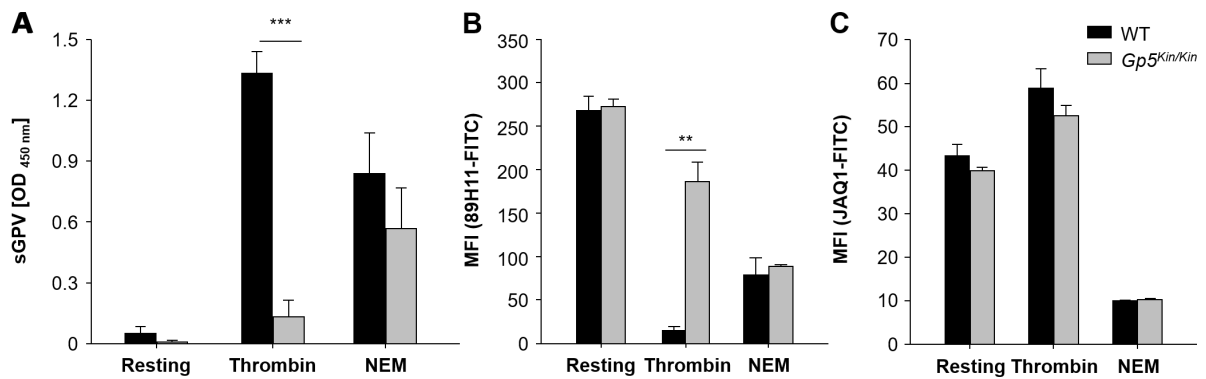 A
sGPV [OD 450 nm]
1.5
1.2
0.9
0.6
0.3
0
***
Resting
Thrombin
NEM
B
MFI (89H11-FITC)
350
300
250
200
150
100
50
0
**
Resting
Thrombin
NEM
C
MFI (JAQ1-FITC)
70
60
50
40
30
20
10
0
WT
Gp5Kin/Kin
Resting
Thrombin
NEM